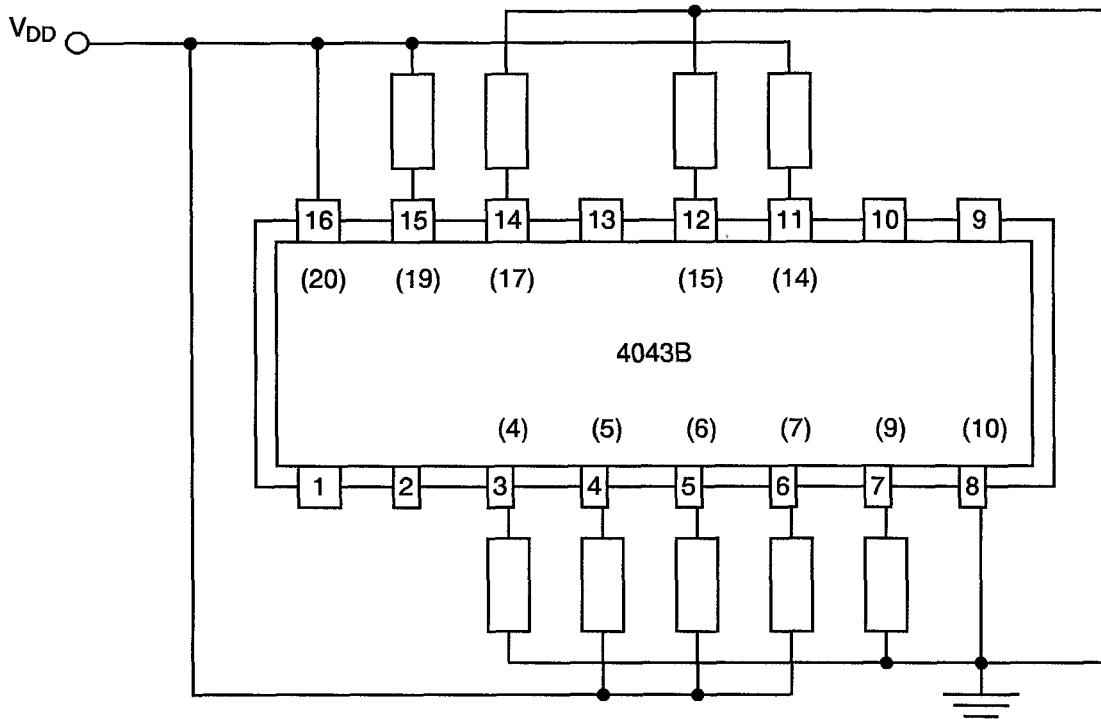 V_DD
16 15 14 13 12 11 10 9
(20) (19) (17) (15) (14)
4043B
(4) (5) (6) (7) (9) (10)
1 2 3 4 5 6 7 8